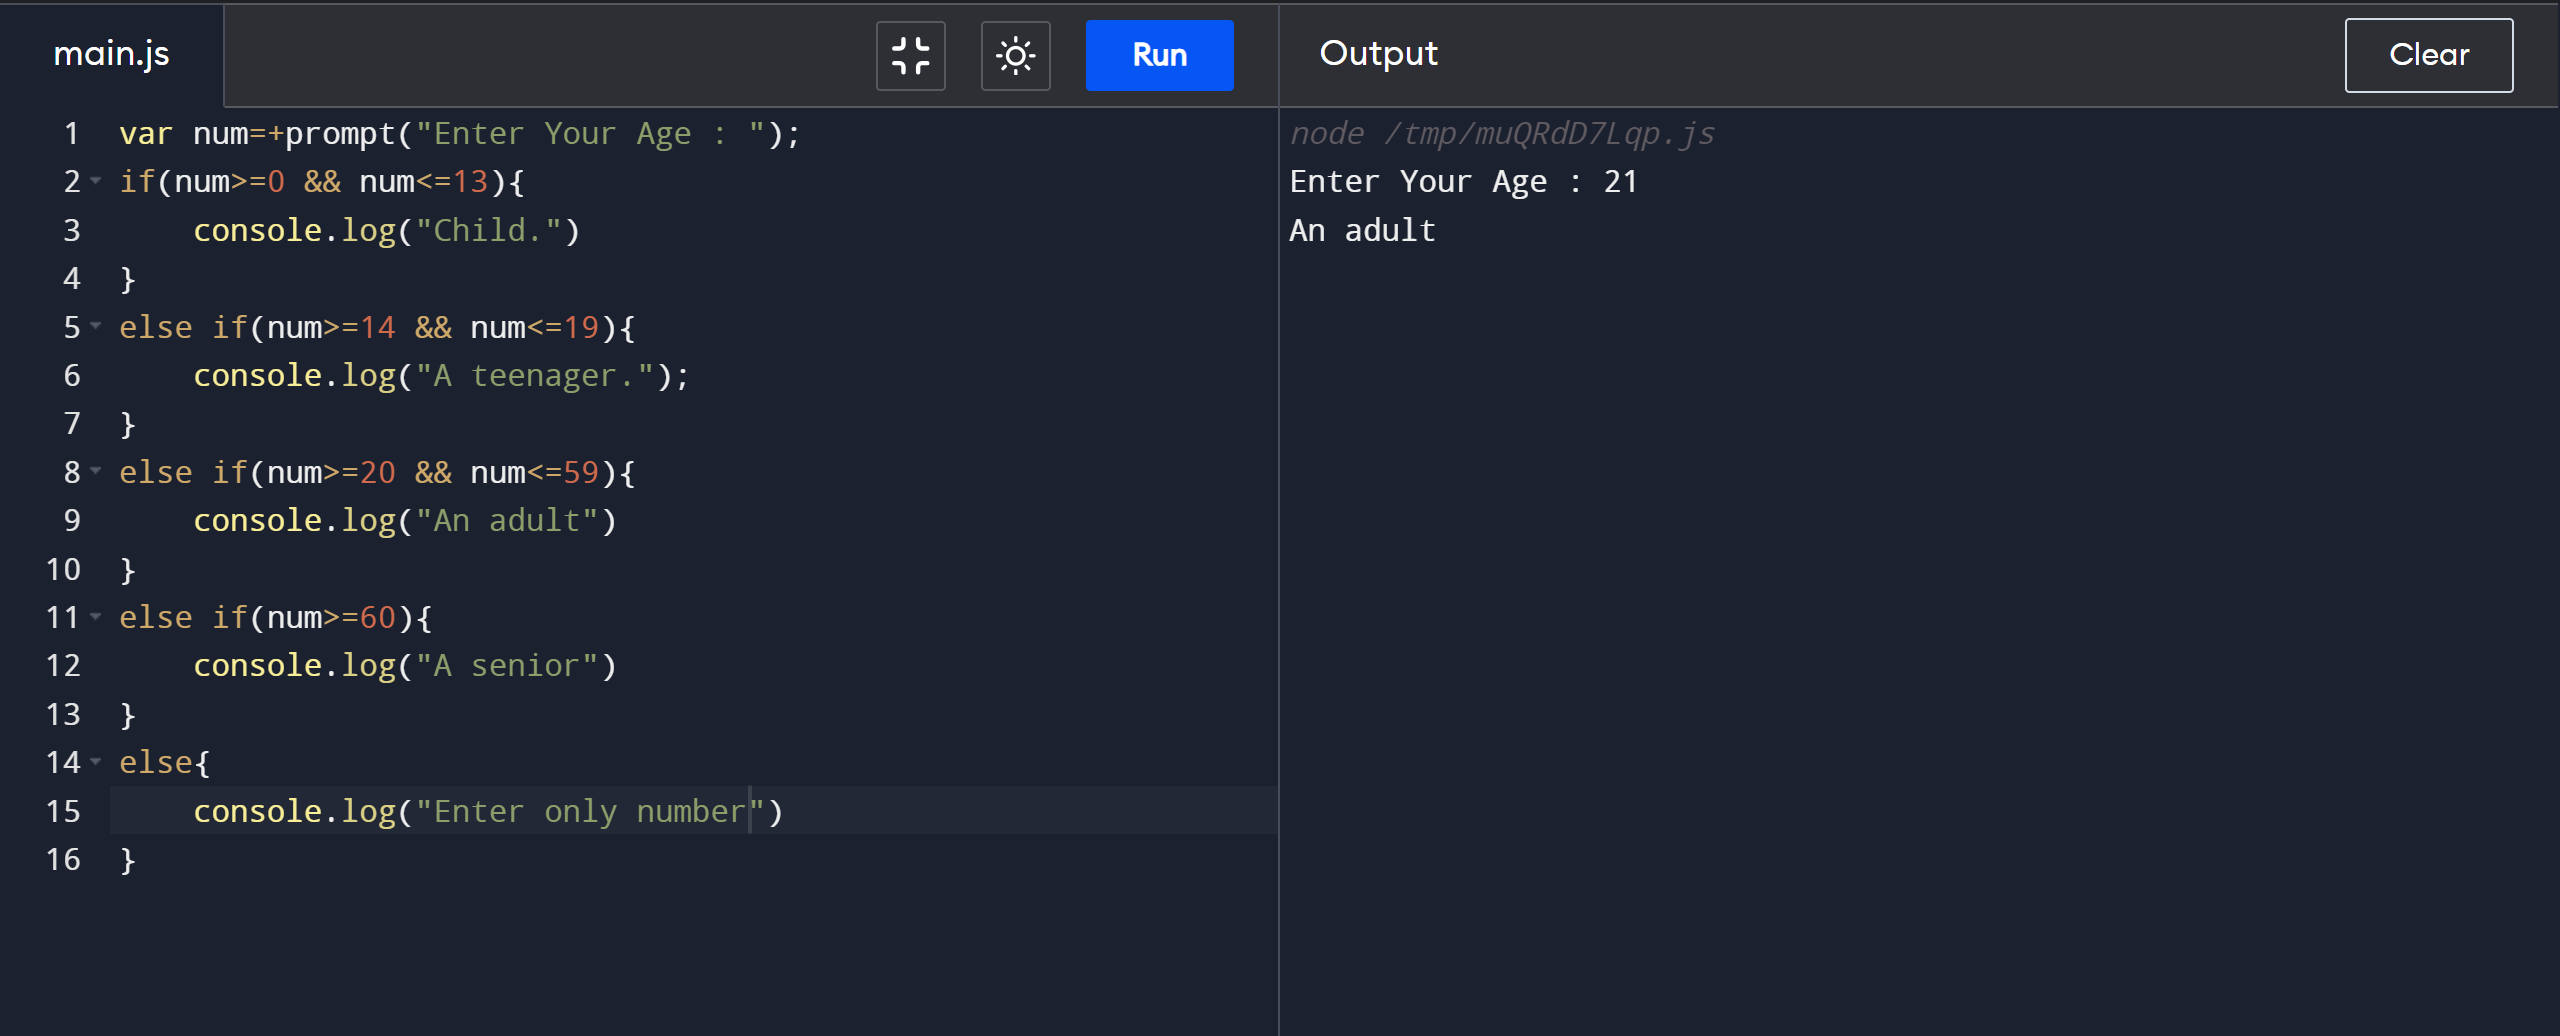 main.js
Run
Output
Clear
1 var num=+prompt("Enter Your Age : ");
2 if(num>=0 && num<=13){
3     console.log("Child.")
4 }
5 else if(num>=14 && num<=19){
6     console.log("A teenager.");
7 }
8 else if(num>=20 && num<=59){
9     console.log("An adult")
10 }
11 else if(num>=60){
12     console.log("A senior")
13 }
14 else{
15     console.log("Enter only number")
16 }
node /tmp/muQRdD7Lqp.js
Enter Your Age : 21
An adult